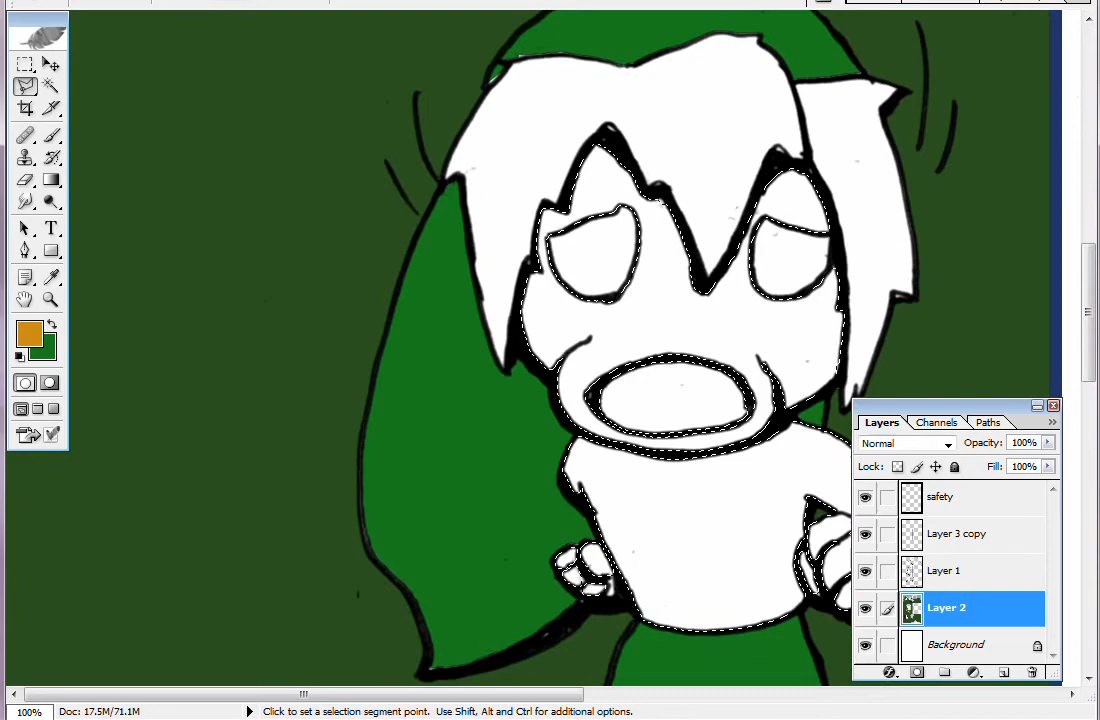 Layers Channels Paths
Normal Opacity: 100%
Lock: Fill: 100%
safety
Layer 3 copy
Layer 1
Layer 2
Background
100% Doc: 17.5M/71.1M Click to set a selection segment point. Use Shift, Alt and Ctrl for additional options.